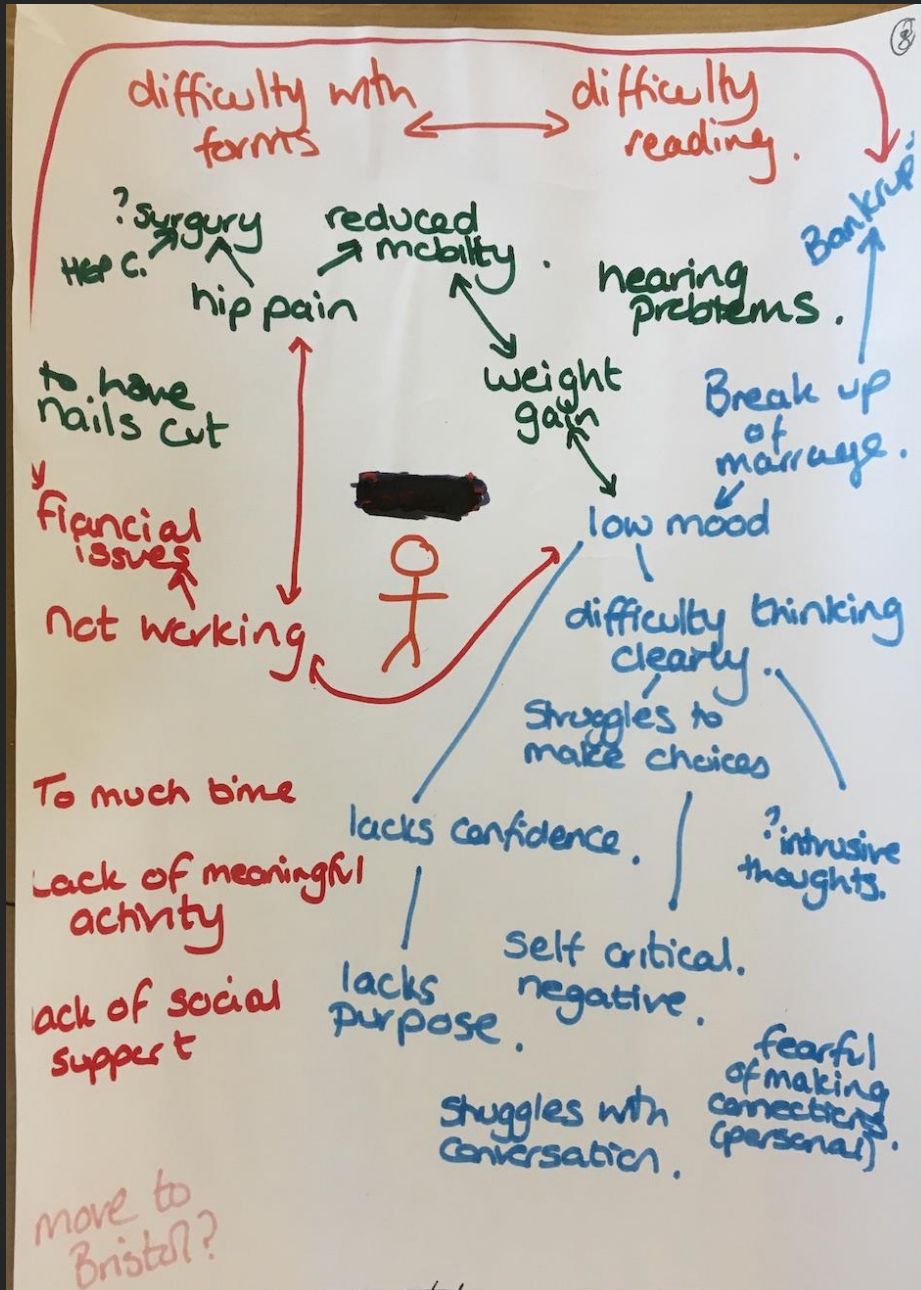 8
difficulty with
forms
difficulty
reading.
Bankrup
? surgury
Hep C.
hip pain
reduced
mobilty.
hearing
problems.
weight
gain
to have
nails cut
Break up
of
marrage.
financial
issues
not working
low mood
difficulty thinking
clearly.
Struggles to
make choices
? intrusive
thoughts.
To much time
lacks confidence.
Lack of meaningful
activity
lacks
purpose.
Self critical.
negative.
lack of social
support
fearful
of making
connections
(personal).
Struggles with
conversation.
move to
Bristol?